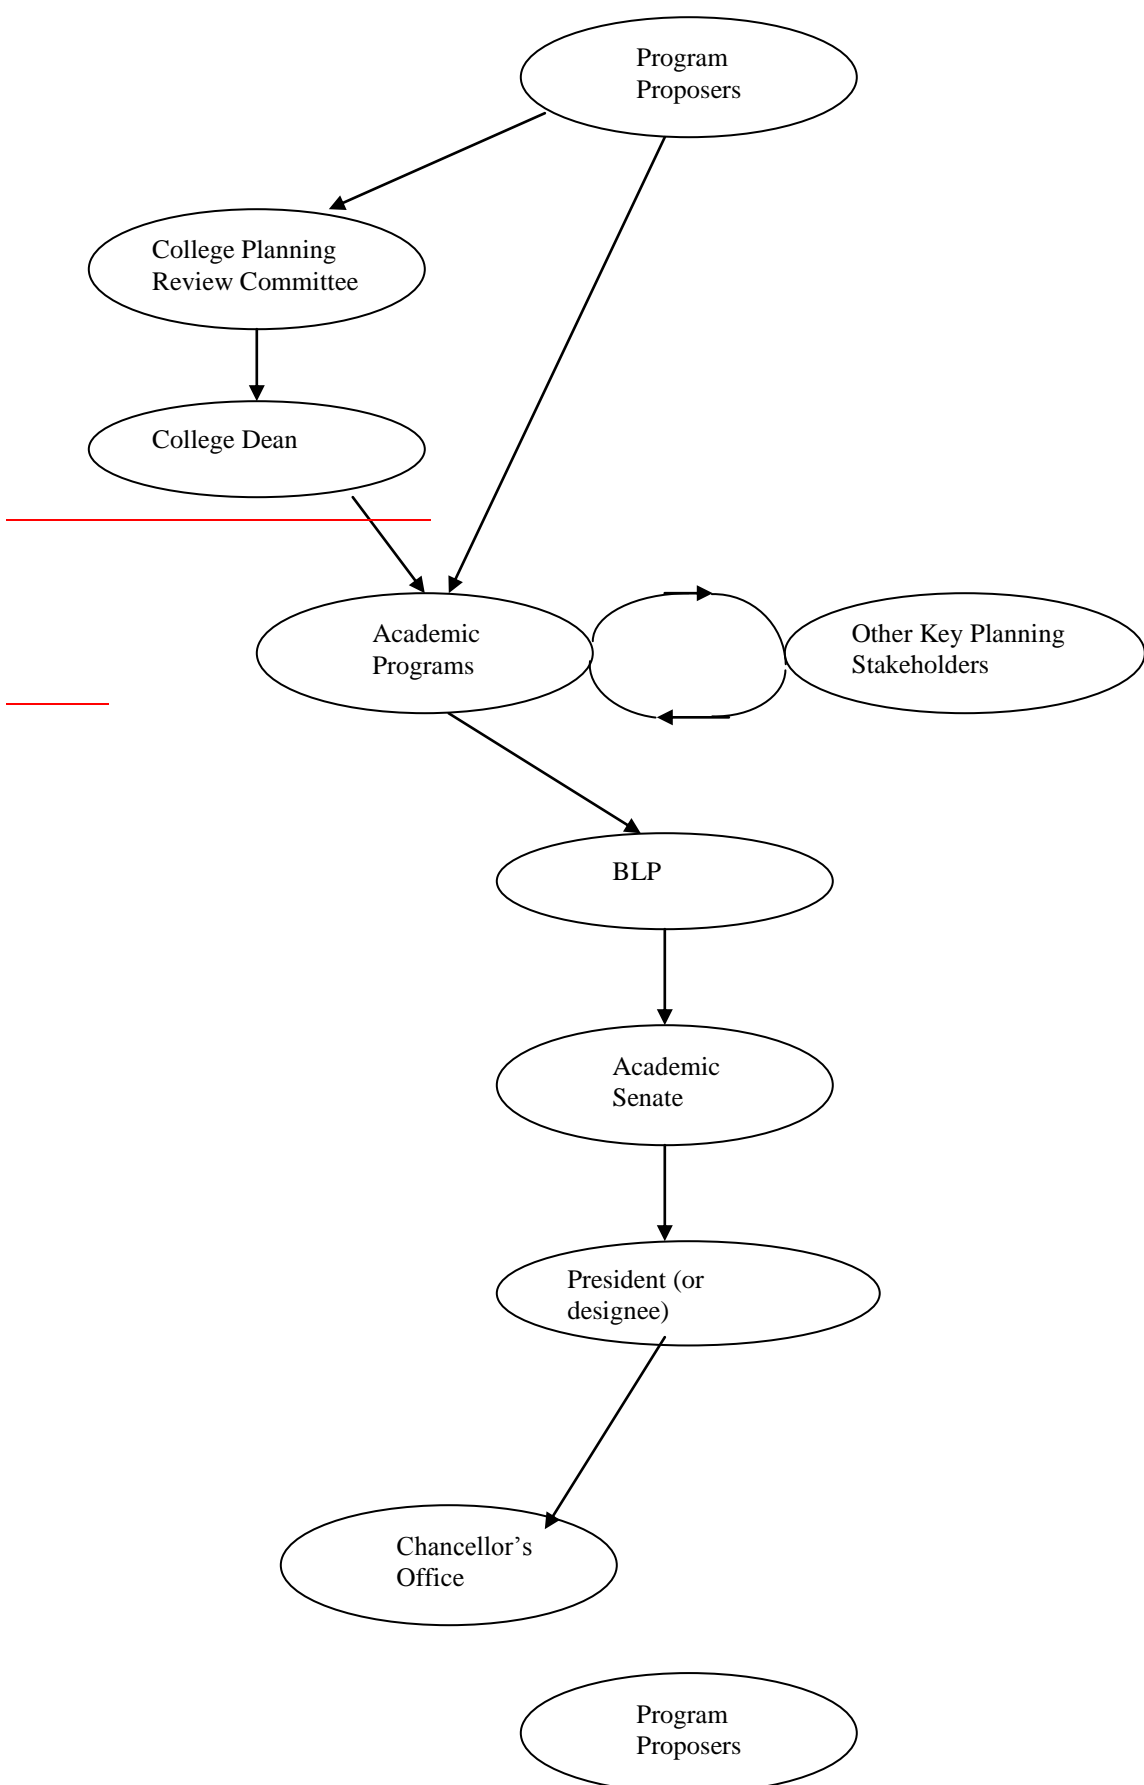 Program
Proposers
College Planning
Review Committee
College Dean
Academic
Programs
Other Key Planning
Stakeholders
BLP
Academic
Senate
President (or
designee)
Chancellor’s
Office
Program
Proposers